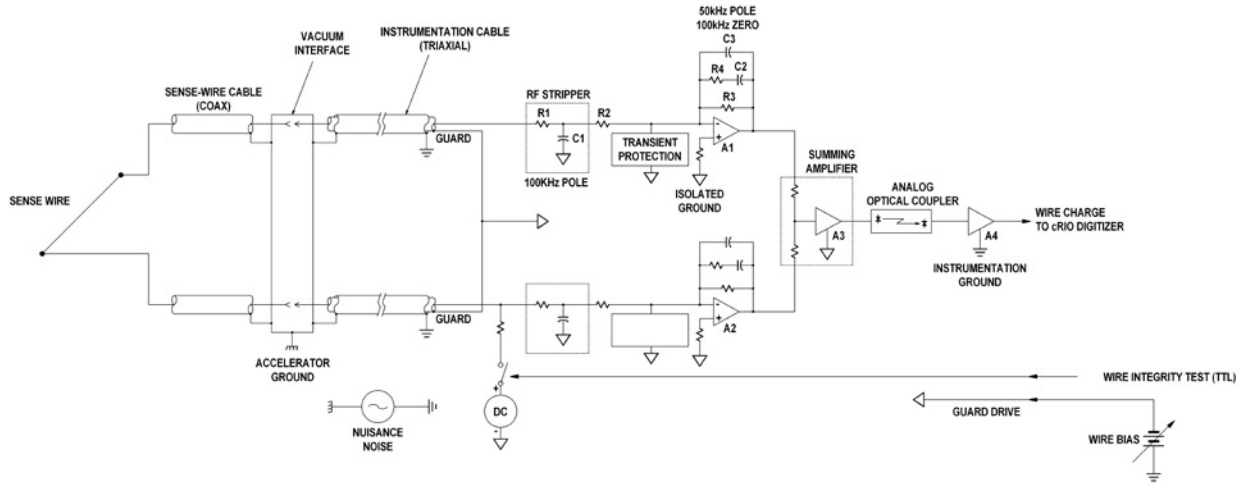 50kHz POLE
100kHz ZERO
C3
R4
C2
R3
VACUUM
INTERFACE
INSTRUMENTATION CABLE
(TRIAXIAL)
SENSE-WIRE CABLE
(COAX)
RF STRIPPER
R1
R2
C1
100KHz POLE
GUARD
TRANSIENT
PROTECTION
-
+
A1
ISOLATED
GROUND
SUMMING
AMPLIFIER
ANALOG
OPTICAL COUPLER
SENSE WIRE
A3
A4
WIRE CHARGE
TO cRIO DIGITIZER
INSTRUMENTATION
GROUND
GUARD
-
+
A2
ACCELERATOR
GROUND
WIRE INTEGRITY TEST (TTL)
+
DC
-
NUISANCE
NOISE
GUARD DRIVE
WIRE BIAS